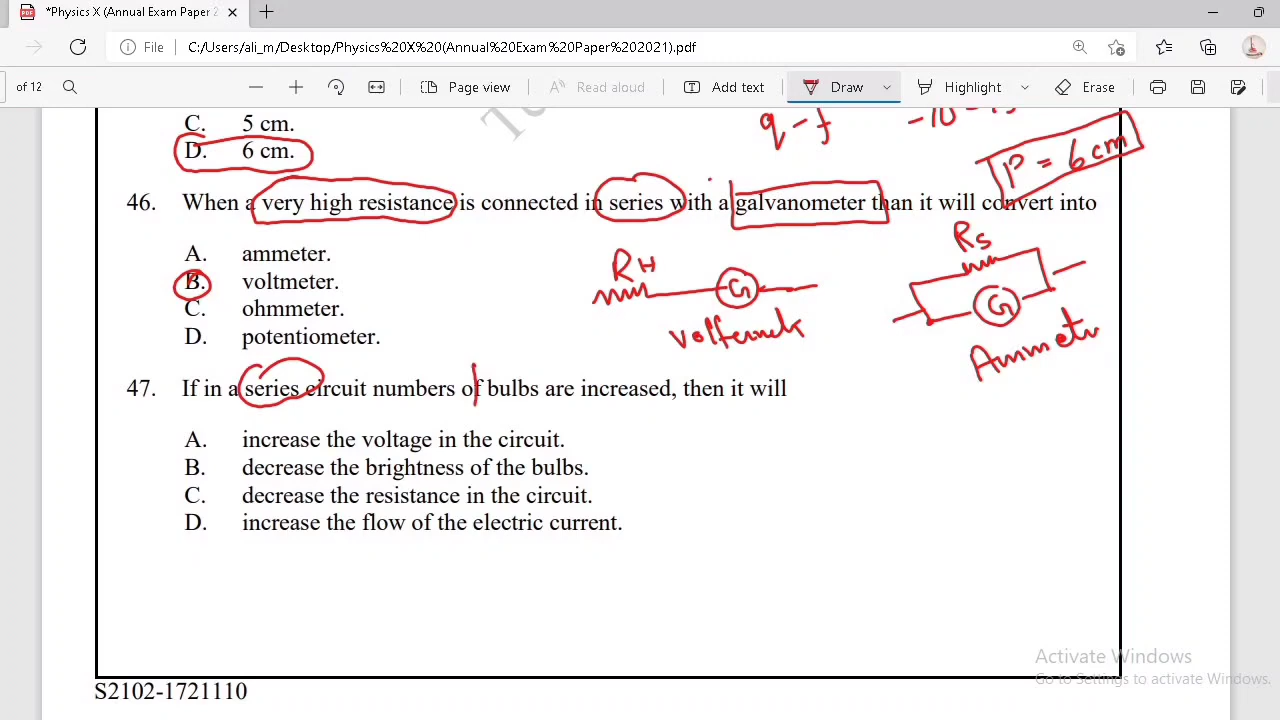 *Physics X (Annual Exam Paper 2
File
C:/Users/ali_m/Desktop/Physics%20X%20(Annual%20Exam%20Paper%202021).pdf
of 12
Page view
Read aloud
Add text
Draw
Highlight
Erase
C. 5 cm.
D. 6 cm.
q - f
P = 6 cm
46. When a very high resistance is connected in series with a galvanometer than it will convert into
A. ammeter.
B. voltmeter.
C. ohmmeter.
D. potentiometer.
RH
G
Rs
G
Ammetr
47. If in a series circuit numbers of bulbs are increased, then it will
A. increase the voltage in the circuit.
B. decrease the brightness of the bulbs.
C. decrease the resistance in the circuit.
D. increase the flow of the electric current.
S2102-1721110
Activate Windows
Go to Settings to activate Windows.